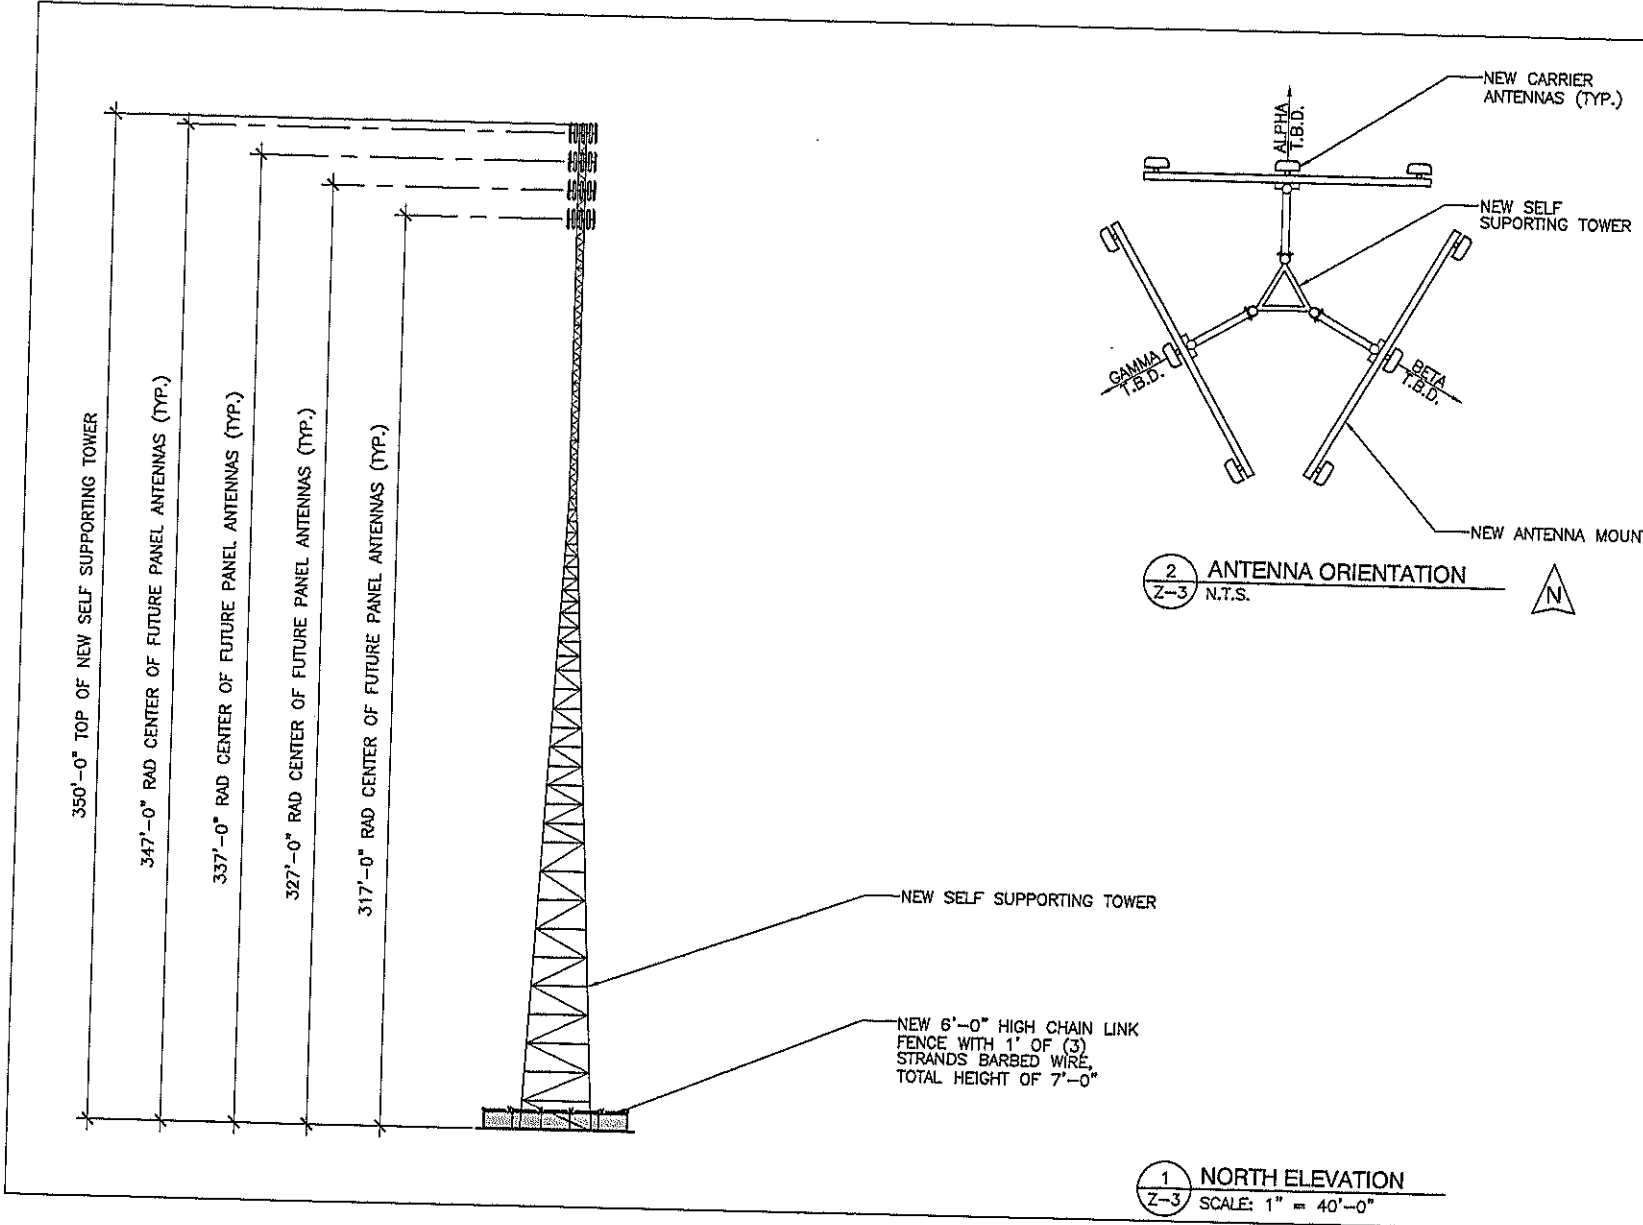 350'-0" TOP OF NEW SELF SUPPORTING TOWER
347'-0" RAD CENTER OF FUTURE PANEL ANTENNAS (TYP.)
337'-0" RAD CENTER OF FUTURE PANEL ANTENNAS (TYP.)
327'-0" RAD CENTER OF FUTURE PANEL ANTENNAS (TYP.)
317'-0" RAD CENTER OF FUTURE PANEL ANTENNAS (TYP.)
NEW SELF SUPPORTING TOWER
NEW 6'-0" HIGH CHAIN LINK
FENCE WITH 1' OF (3)
STRANDS BARBED WIRE,
TOTAL HEIGHT OF 7'-0"
1
Z-3
NORTH ELEVATION
SCALE: 1" = 40'-0"
NEW CARRIER
ANTENNAS (TYP.)
ALPHA
T.B.D.
NEW SELF
SUPORTING TOWER
GAMMA
T.B.D.
BETA
T.B.D.
NEW ANTENNA MOUNT
2
Z-3
ANTENNA ORIENTATION
N.T.S.
N